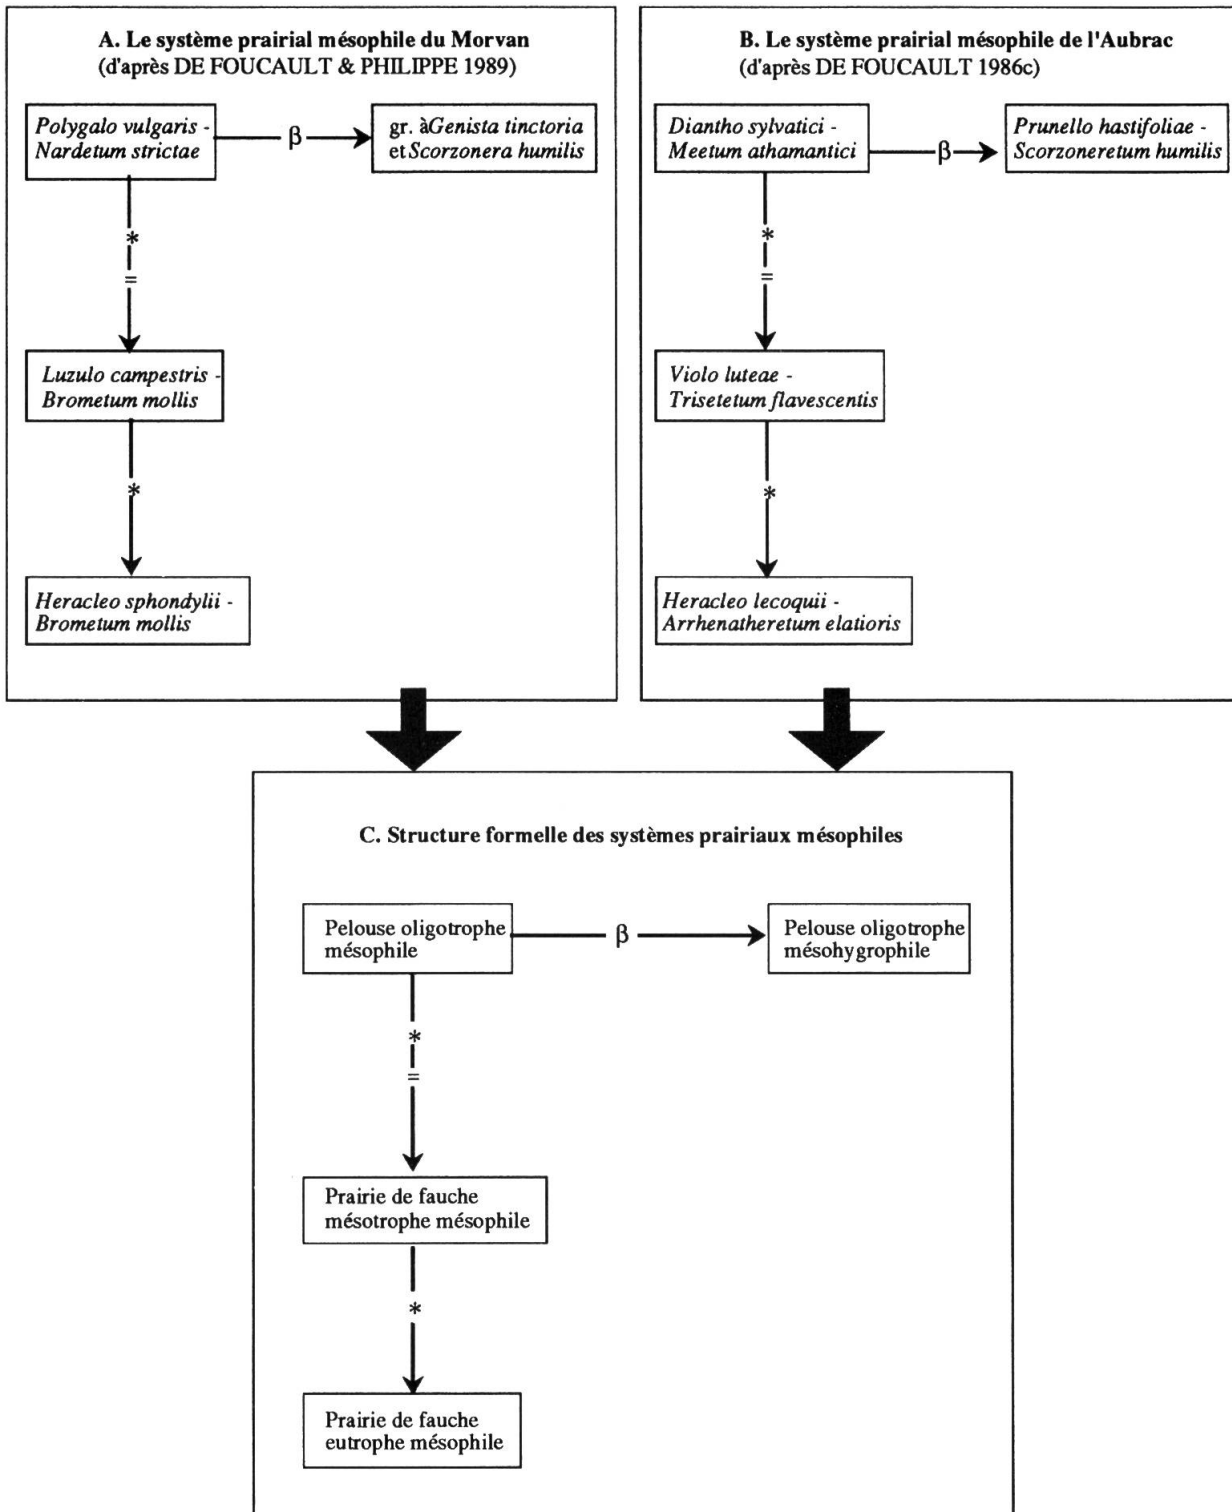 A. Le système prairial mésophile du Morvan
(d'après DE FOUCAULT & PHILIPPE 1989)
Polygalo vulgaris -
Nardetum strictae
β
gr. àGenista tinctoria
et Scorzonera humilis
*
=
Luzulo campestris -
Brometum mollis
*
Heracleo sphondylii -
Brometum mollis
B. Le système prairial mésophile de l'Aubrac
(d'après DE FOUCAULT 1986c)
Diantho sylvatici -
Meetum athamantici
β
Prunello hastifoliae -
Scorzoneretum humilis
*
=
Violo luteae -
Trisetetum flavescentis
*
Heracleo lecoquii -
Arrhenatheretum elatioris
C. Structure formelle des systèmes prairiaux mésophiles
Pelouse oligotrophe
mésophile
β
Pelouse oligotrophe
mésohygrophile
*
=
Prairie de fauche
mésotrophe mésophile
*
Prairie de fauche
eutrophe mésophile